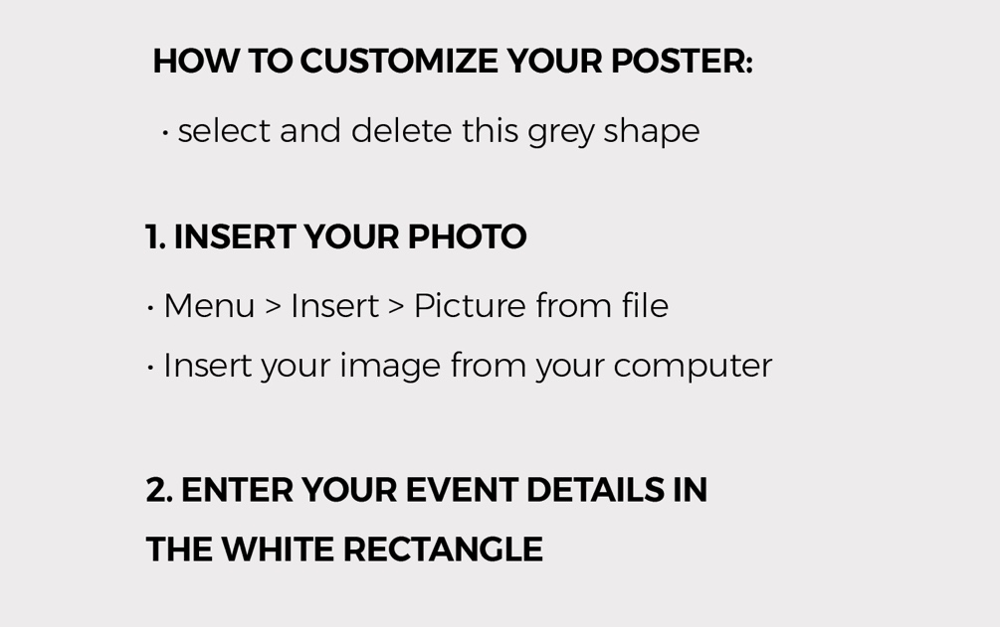 HOW TO CUSTOMIZE YOUR POSTER:
• select and delete this grey shape
1. INSERT YOUR PHOTO
• Menu > Insert > Picture from file
• Insert your image from your computer
2. ENTER YOUR EVENT DETAILS IN
THE WHITE RECTANGLE